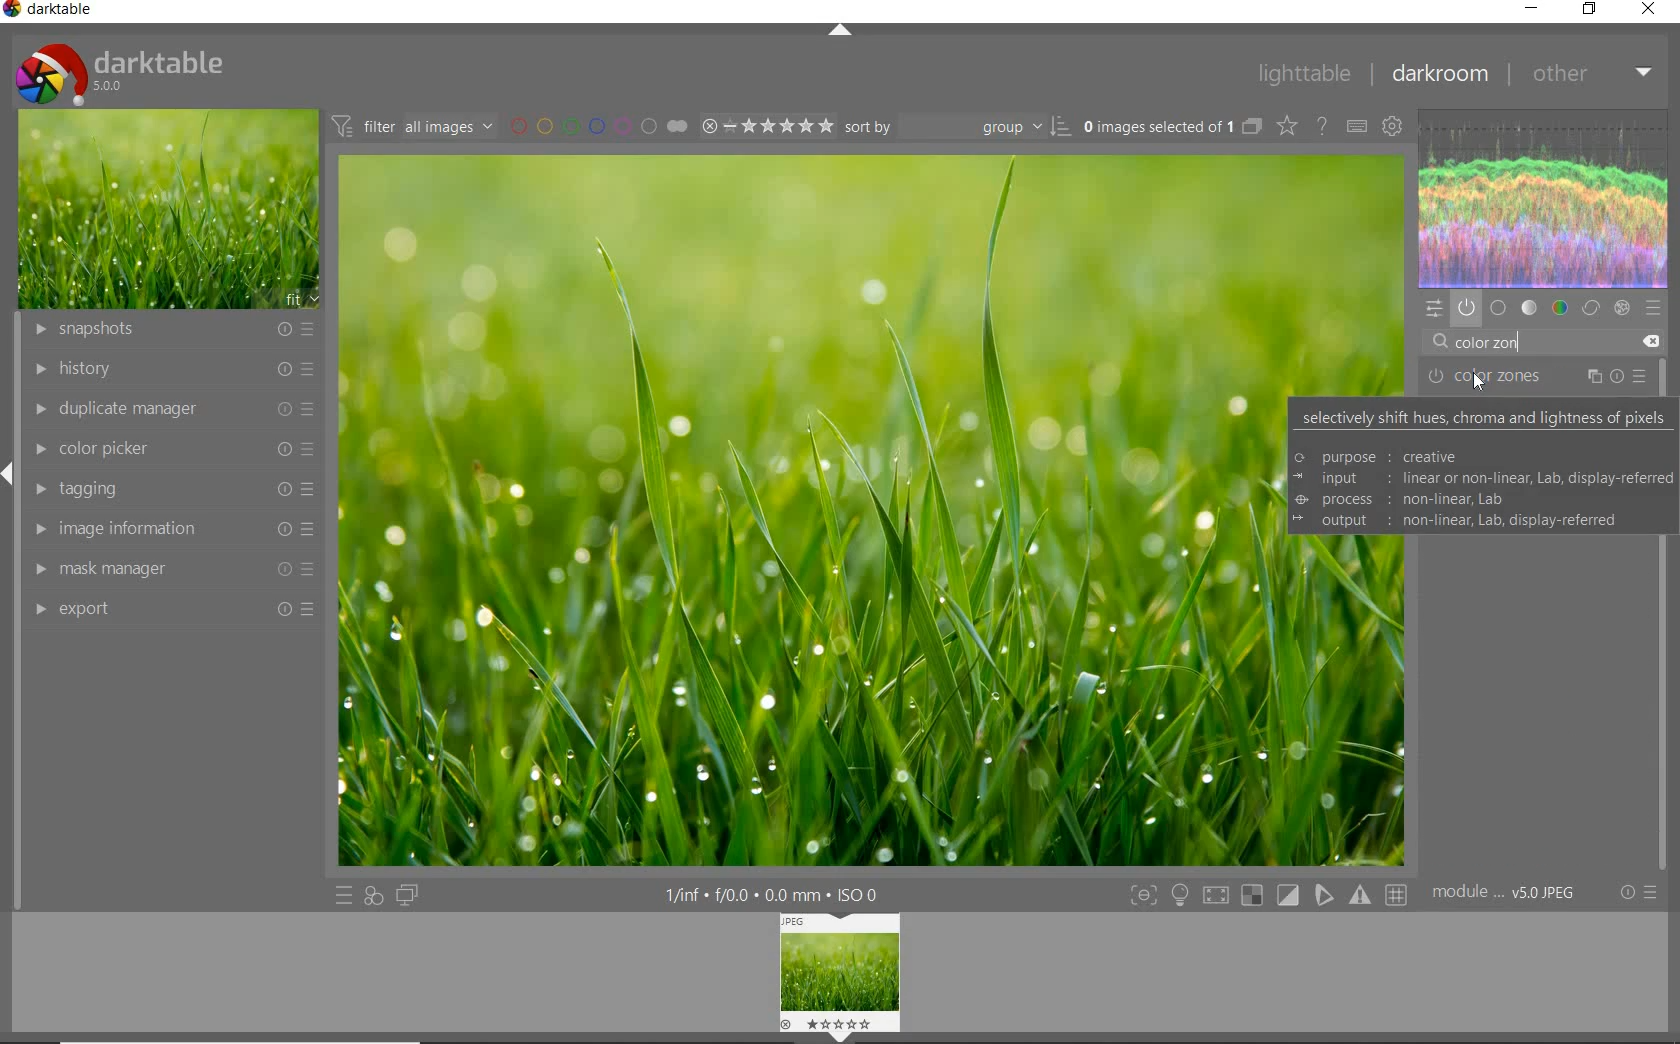 darktable
darktable
5.0.0
lighttable | darkroom | other
fit
filter all images
sort by group
0 images selected of 1
snapshots
history
duplicate manager
color picker
tagging
image information
mask manager
export
color zon
color zones
selectively shift hues, chroma and lightness of pixels
purpose : creative
input : linear or non-linear, Lab, display-referred
process : non-linear, Lab
output : non-linear, Lab, display-referred
1/inf • f/0.0 • 0.0 mm • ISO 0
module ... v5.0 JPEG
JPEG